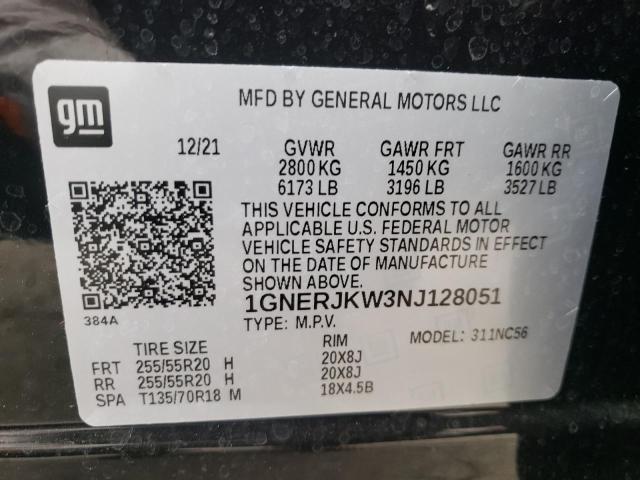 gm
MFD BY GENERAL MOTORS LLC
12/21 GVWR GAWR FRT GAWR RR
2800 KG 1450 KG 1600 KG
6173 LB 3196 LB 3527 LB
THIS VEHICLE CONFORMS TO ALL
APPLICABLE U.S. FEDERAL MOTOR
VEHICLE SAFETY STANDARDS IN EFFECT
ON THE DATE OF MANUFACTURE
SHOWN ABOVE.
384A
1GNERJKW3NJ128051
TYPE: M.P.V. MODEL: 311NC56
TIRE SIZE RIM
FRT 255/55R20 H 20X8J
RR 255/55R20 H 20X8J
SPA T135/70R18 M 18X4.5B